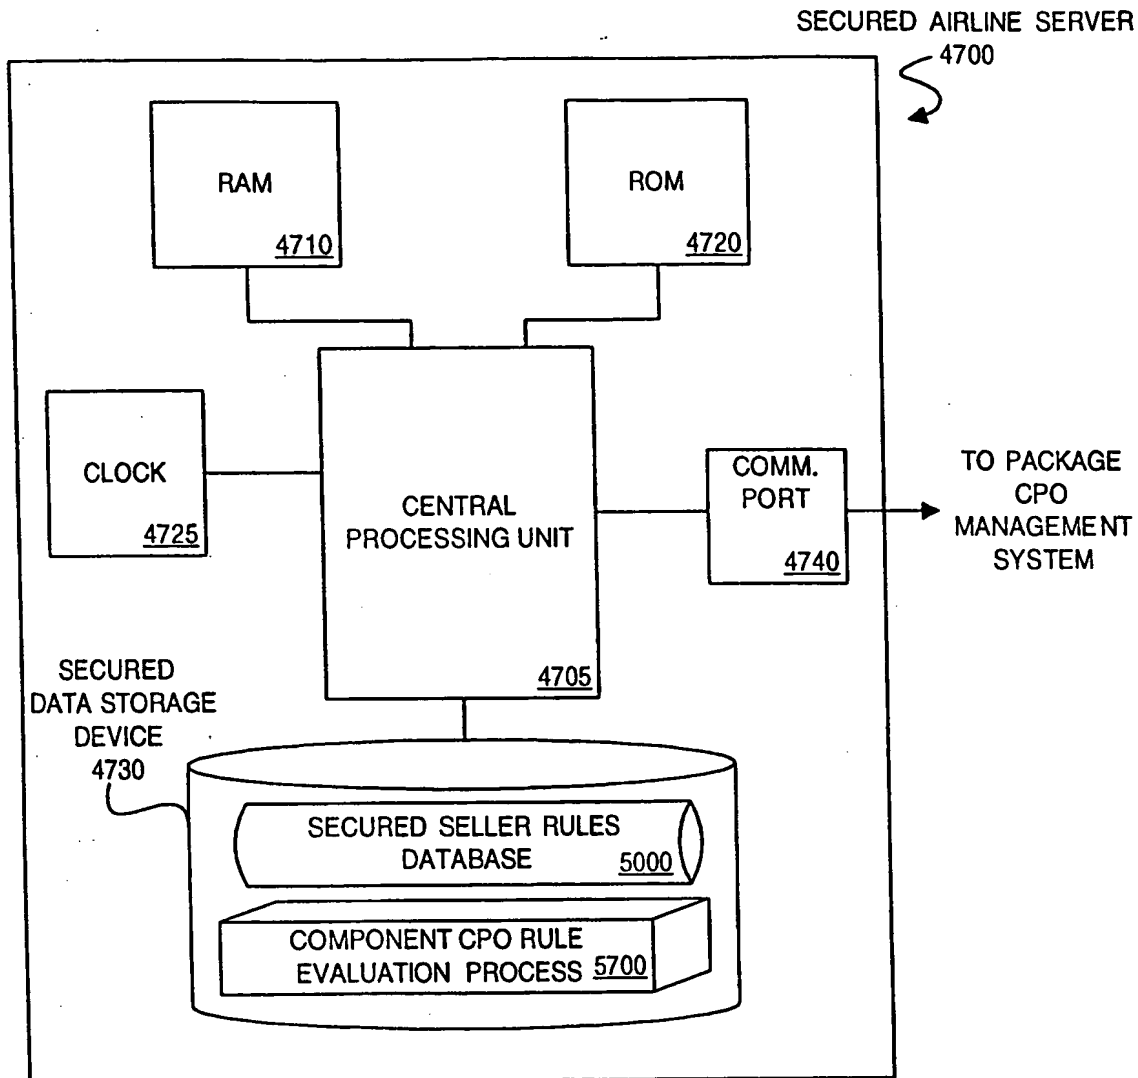 SECURED AIRLINE SERVER
4700
RAM
4710
ROM
4720
CLOCK
4725
CENTRAL
PROCESSING UNIT
4705
COMM.
PORT
4740
TO PACKAGE
CPO
MANAGEMENT
SYSTEM
SECURED
DATA STORAGE
DEVICE
4730
SECURED SELLER RULES
DATABASE 5000
COMPONENT CPO RULE
EVALUATION PROCESS 5700